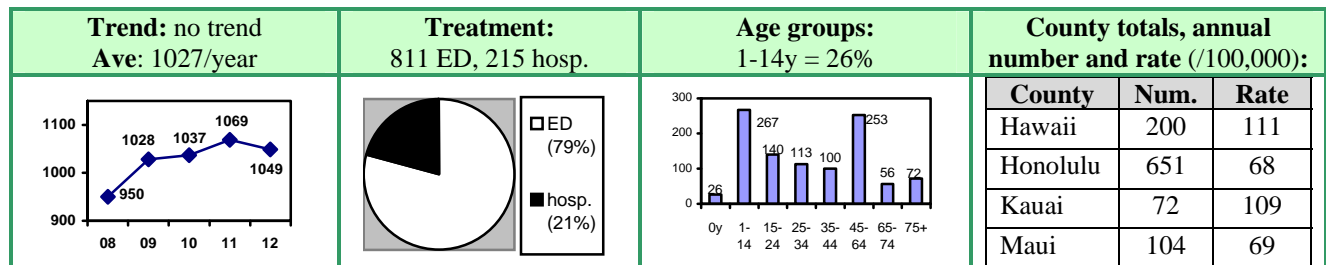 Trend: no trend
Ave: 1027/year
1100
1000
900
950
1028
1037
1069
1049
08 09 10 11 12
Treatment:
811 ED, 215 hosp.
ED
(79%)
hosp.
(21%)
Age groups:
1-14y = 26%
300
200
100
0
26
267
140
113
100
253
56
72
0y 1- 15- 25- 35- 45- 65- 75+
14 24 34 44 64 74
County totals, annual
number and rate (/100,000):
County Num. Rate
Hawaii 200 111
Honolulu 651 68
Kauai 72 109
Maui 104 69